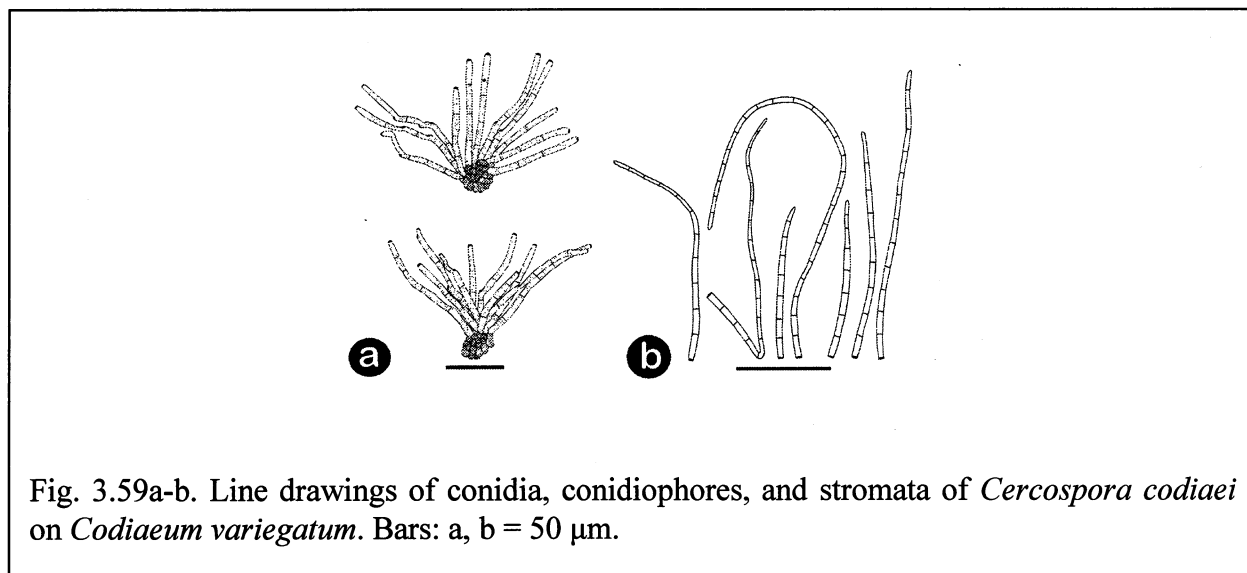 a
b
Fig. 3.59a-b. Line drawings of conidia, conidiophores, and stromata of Cercospora codiaei
on Codiaeum variegatum. Bars: a, b = 50 μm.